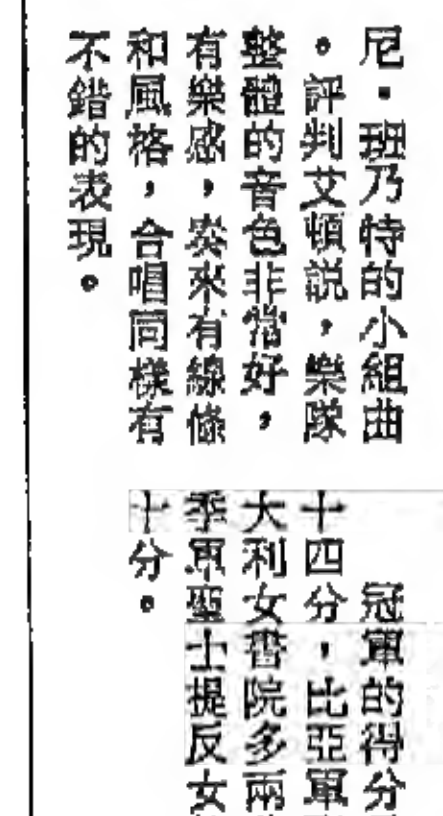 尼·班乃特的小組曲
。評判艾頓説，樂隊
整體的音色非常好，
有樂感，奏來有線條
和風格，合唱同樣有
不錯的表現。
冠軍的得分
十四分，比亞軍
大利女書院多兩
季軍聖士提反女
十分。